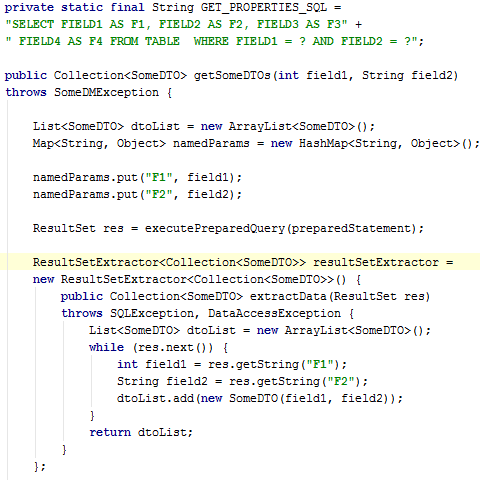 private static final String GET_PROPERTIES_SQL =
"SELECT FIELD1 AS F1, FIELD2 AS F2, FIELD3 AS F3" +
" FIELD4 AS F4 FROM TABLE  WHERE FIELD1 = ? AND FIELD2 = ?";

public Collection<SomeDTO> getSomeDTOs(int field1, String field2)
throws SomeDMException {

    List<SomeDTO> dtoList = new ArrayList<SomeDTO>();
    Map<String, Object> namedParams = new HashMap<String, Object>();

    namedParams.put("F1", field1);
    namedParams.put("F2", field2);

    ResultSet res = executePreparedQuery(preparedStatement);

    ResultSetExtractor<Collection<SomeDTO>> resultSetExtractor =
    new ResultSetExtractor<Collection<SomeDTO>>() {
        public Collection<SomeDTO> extractData(ResultSet res)
        throws SQLException, DataAccessException {
            List<SomeDTO> dtoList = new ArrayList<SomeDTO>();
            while (res.next()) {
                int field1 = res.getString("F1");
                String field2 = res.getString("F2");
                dtoList.add(new SomeDTO(field1, field2));
            }
            return dtoList;
        }
    };